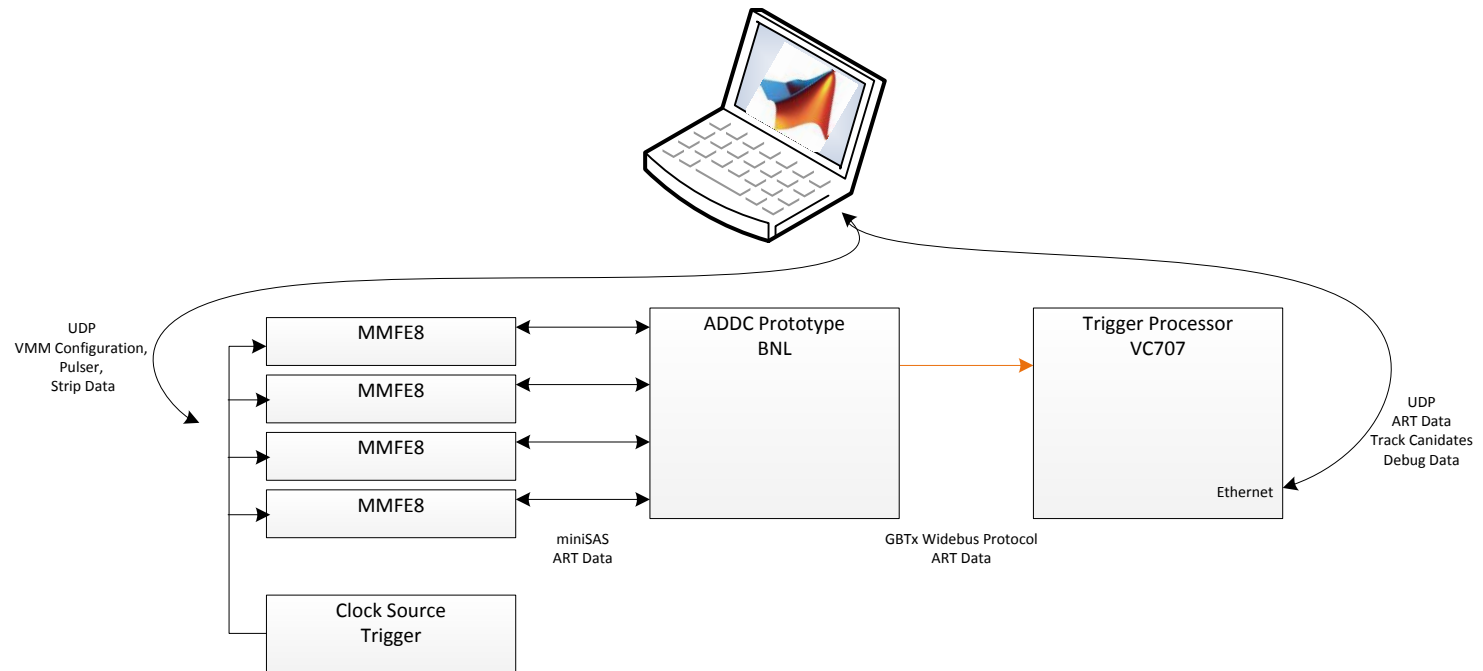 UDP
VMM Configuration,
Pulser,
Strip Data
MMFE8
MMFE8
MMFE8
MMFE8
Clock Source
Trigger
miniSAS
ART Data
ADDC Prototype
BNL
GBTx Widebus Protocol
ART Data
Trigger Processor
VC707
Ethernet
UDP
ART Data
Track Canidates
Debug Data